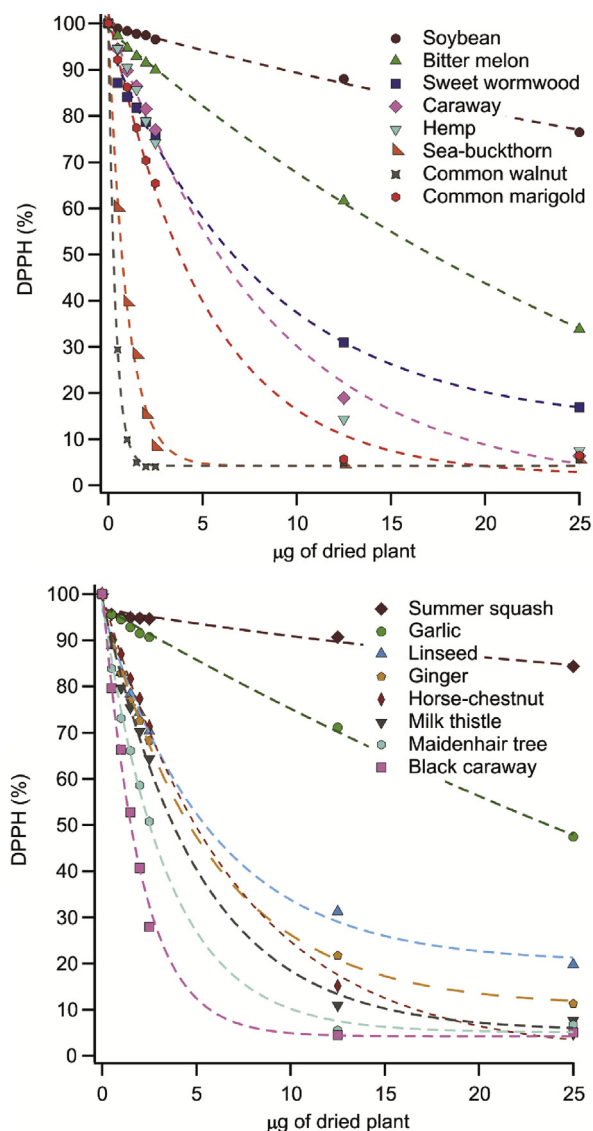 100
90
80
70
60
50
40
30
20
10
0
DPPH (%)
Soybean
Bitter melon
Sweet wormwood
Caraway
Hemp
Sea-buckthorn
Common walnut
Common marigold
0 5 10 15 20 25
μg of dried plant
100
90
80
70
60
50
40
30
20
10
0
DPPH (%)
Summer squash
Garlic
Linseed
Ginger
Horse-chestnut
Milk thistle
Maidenhair tree
Black caraway
0 5 10 15 20 25
μg of dried plant